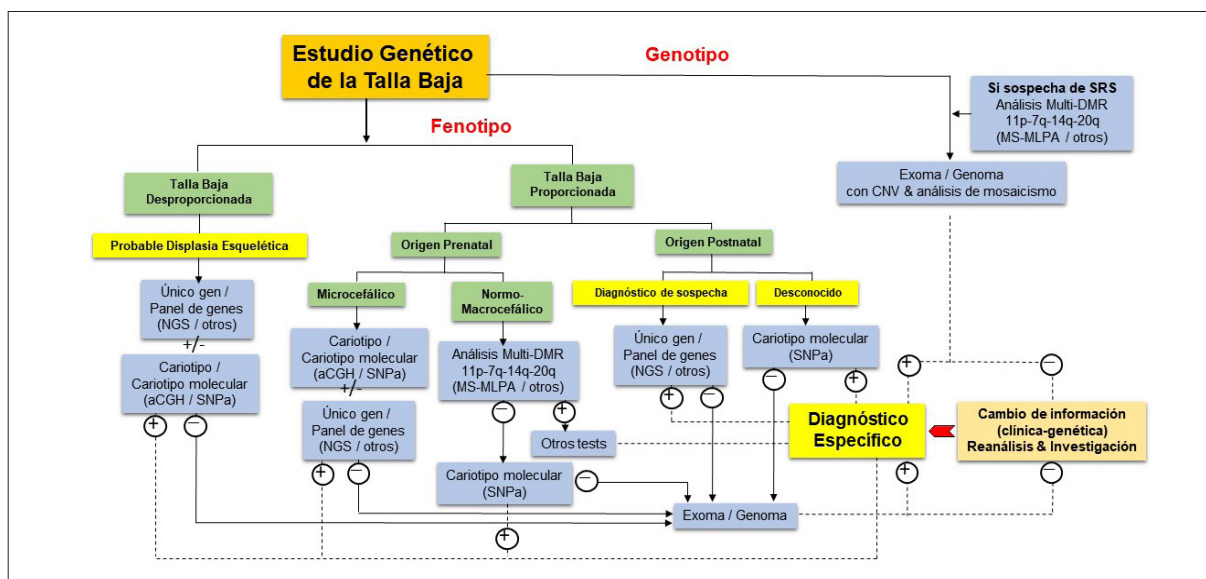 Estudio Genético
de la Talla Baja
Genotipo
Fenotipo
Si sospecha de SRS
Análisis Multi-DMR
11p-7q-14q-20q
(MS-MLPA / otros)
Exoma / Genoma
con CNV & análisis de mosaicismo
Talla Baja
Desproporcionada
Talla Baja
Proporcionada
Probable Displasia Esquelética
Origen Prenatal
Origen Postnatal
Único gen /
Panel de genes
(NGS / otros)
+/-
Cariotipo /
Cariotipo molecular
(aCGH / SNPa)
+
−
Microcefálico
Normo-
Macrocefálico
Cariotipo /
Cariotipo molecular
(aCGH / SNPa)
+/-
Único gen /
Panel de genes
(NGS / otros)
+
−
Análisis Multi-DMR
11p-7q-14q-20q
(MS-MLPA / otros)
−
+
Otros tests
Cariotipo molecular
(SNPa)
−
+
Diagnóstico de sospecha
Desconocido
Único gen /
Panel de genes
(NGS / otros)
+
−
Cariotipo molecular
(SNPa)
−
+
Exoma / Genoma
+
−
Diagnóstico
Específico
Cambio de información
(clínica-genética)
Reanálisis & Investigación
+
−